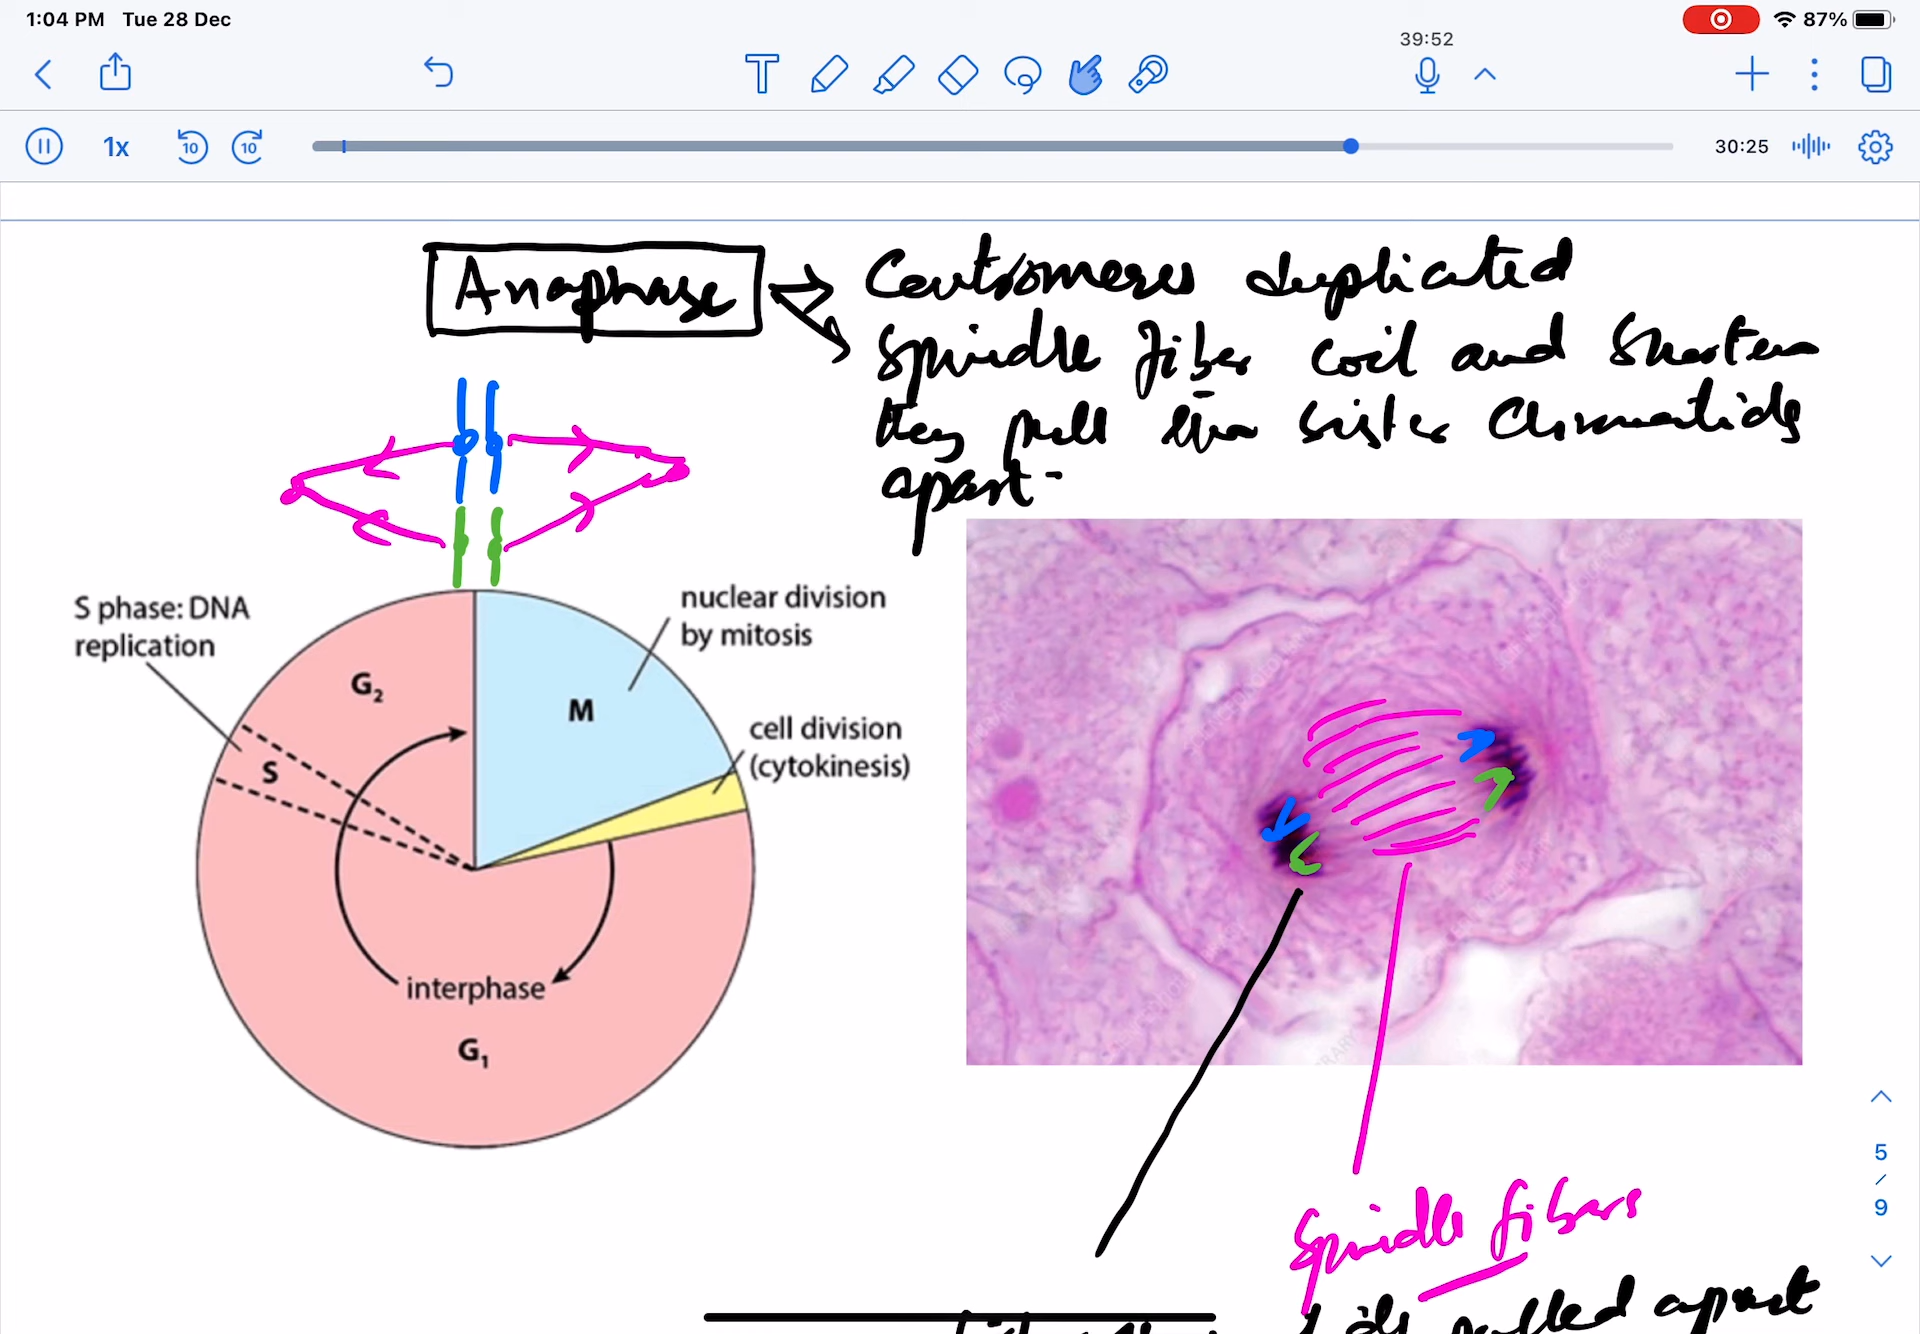 1:04 PM Tue 28 Dec
87%
39:52
1x
10
10
30:25
Anaphase
Centromeres duplicated
Spindle fiber coil and shorten
they pull the sister Chromatids
apart
S phase: DNA
replication
G₂
S
M
nuclear division
by mitosis
cell division
(cytokinesis)
interphase
G₁
5
/
9
Spindle fibers
pulled apart